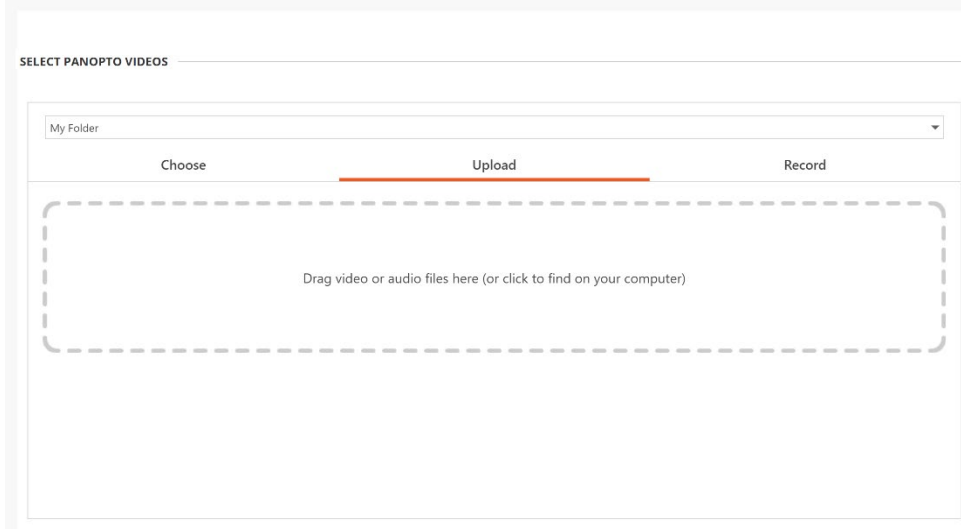 SELECT PANOPTO VIDEOS
My Folder
Choose Upload Record
Drag video or audio files here (or click to find on your computer)